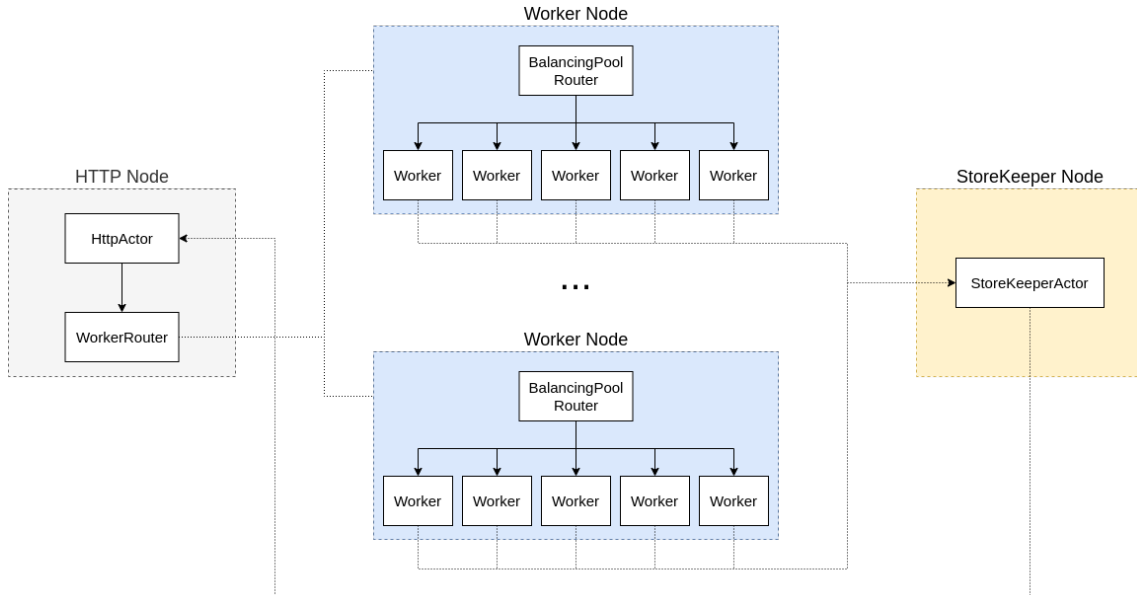 Worker Node
BalancingPool
Router
Worker
Worker
Worker
Worker
Worker
HTTP Node
HttpActor
WorkerRouter
StoreKeeper Node
StoreKeeperActor
...
Worker Node
BalancingPool
Router
Worker
Worker
Worker
Worker
Worker